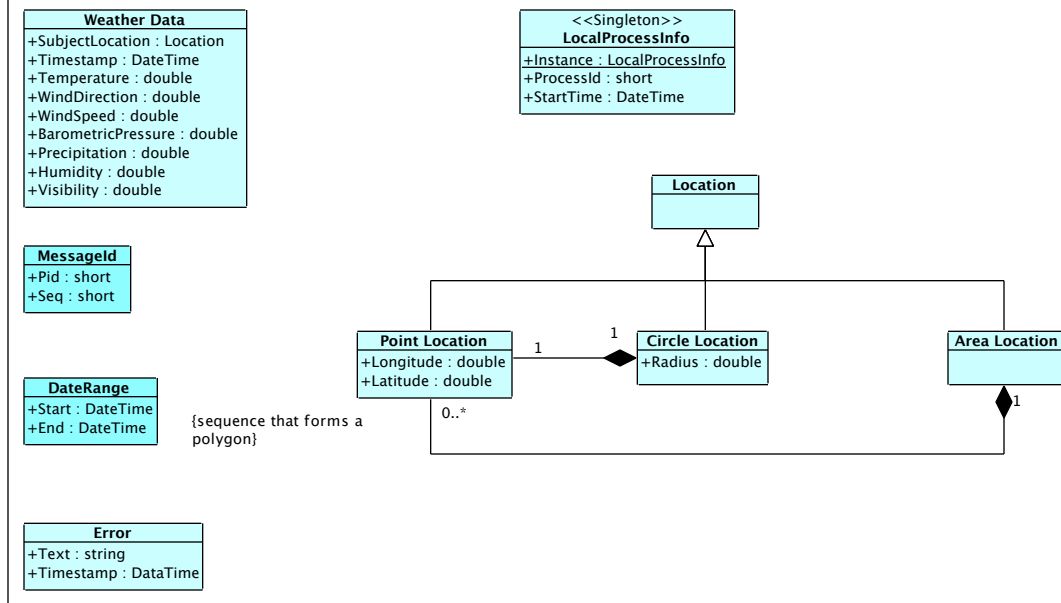 Weather Data
+SubjectLocation : Location
+Timestamp : DateTime
+Temperature : double
+WindDirection : double
+WindSpeed : double
+BarometricPressure : double
+Precipitation : double
+Humidity : double
+Visibility : double
<<Singleton>>
LocalProcessInfo
+Instance : LocalProcessInfo
+ProcessId : short
+StartTime : DateTime
Location
MessageId
+Pid : short
+Seq : short
Point Location
+Longitude : double
+Latitude : double
1
1
Circle Location
+Radius : double
Area Location
1
0..*
DateRange
+Start : DateTime
+End : DateTime
{sequence that forms a
polygon}
Error
+Text : string
+Timestamp : DataTime